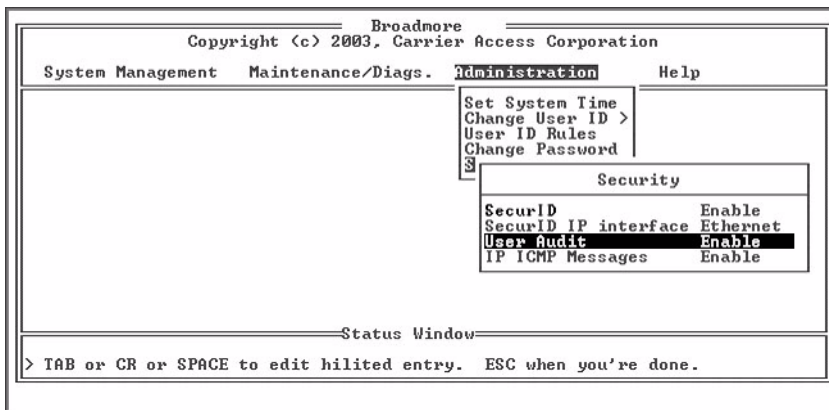 Broadmore
Copyright (c) 2003, Carrier Access Corporation
System Management Maintenance/Diags. Administration Help
Set System Time
Change User ID >
User ID Rules
Change Password
S
Security
SecurID Enable
SecurID IP interface Ethernet
User Audit Enable
IP ICMP Messages Enable
Status Window
> TAB or CR or SPACE to edit hilited entry. ESC when you're done.